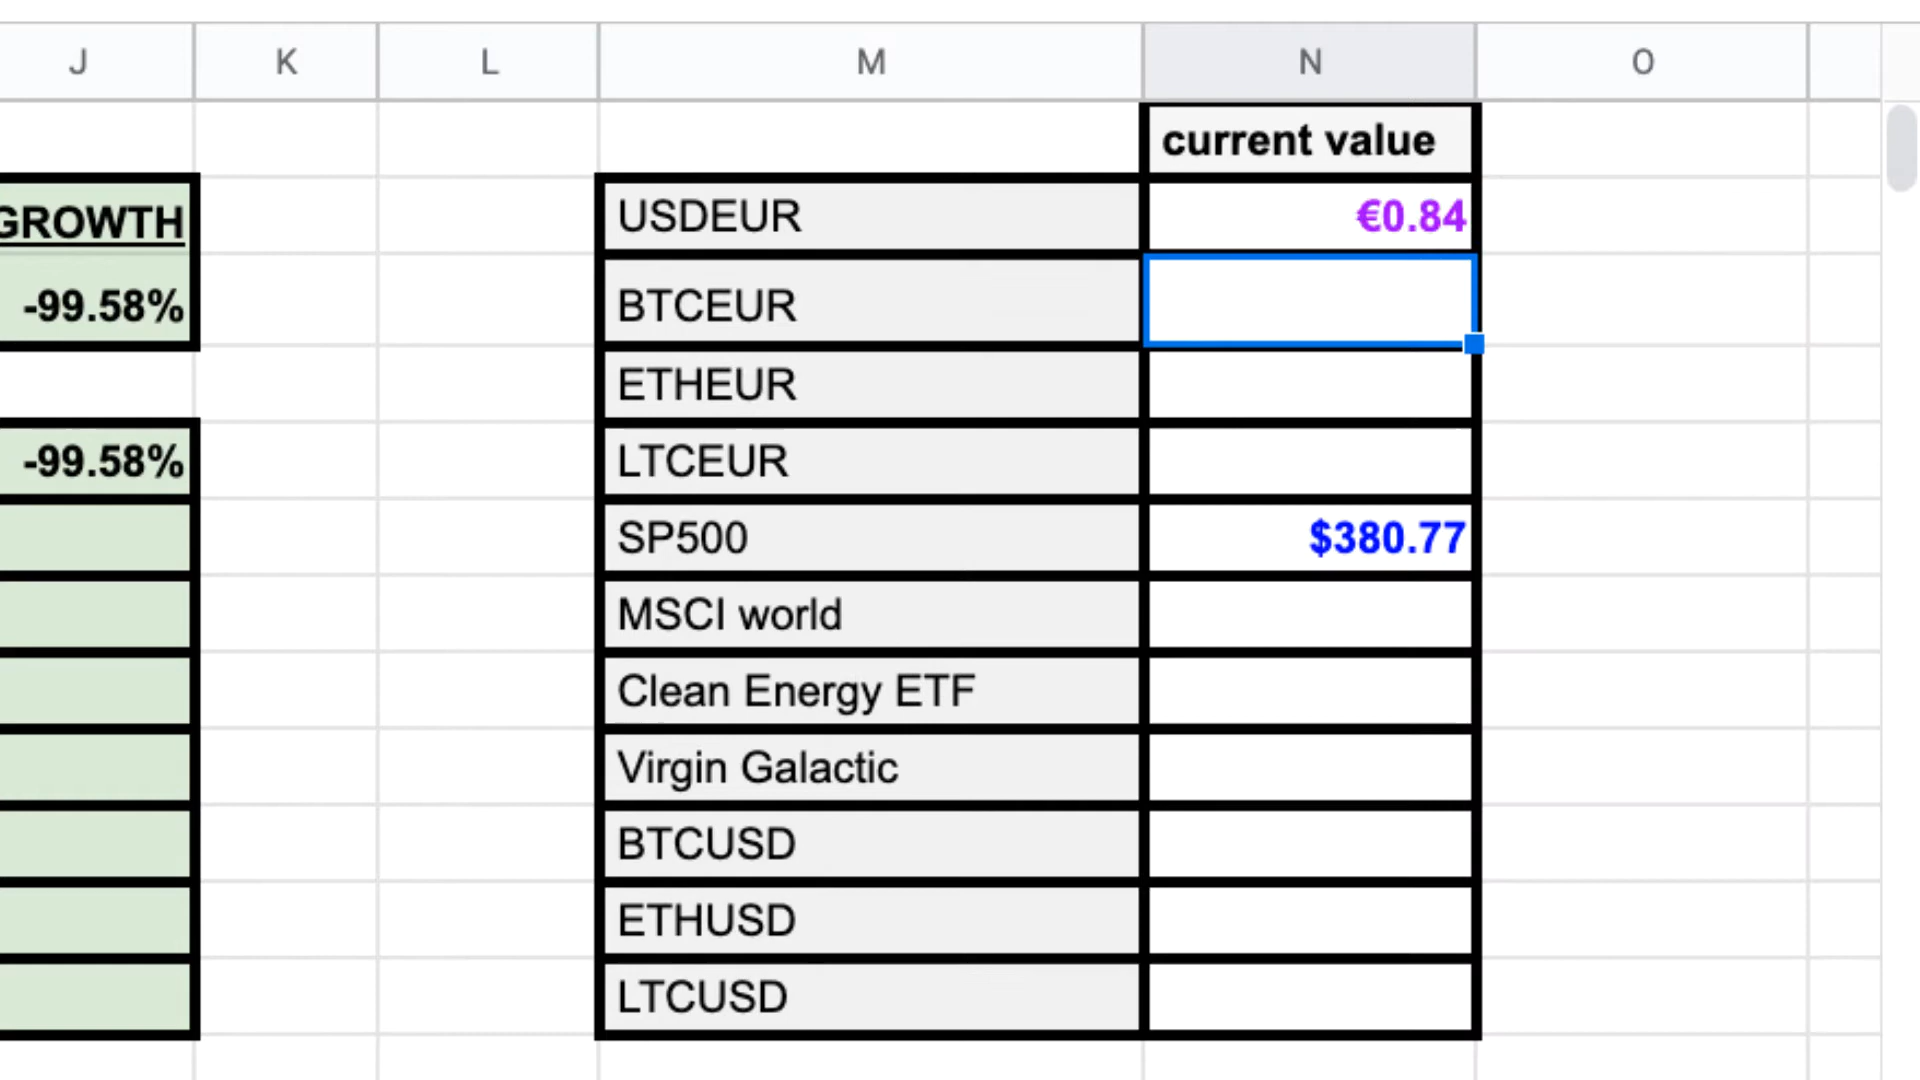 J K L M N O
current value
GROWTH
USDEUR €0.84
-99.58% BTCEUR
ETHEUR
-99.58% LTCEUR
SP500 $380.77
MSCI world
Clean Energy ETF
Virgin Galactic
BTCUSD
ETHUSD
LTCUSD